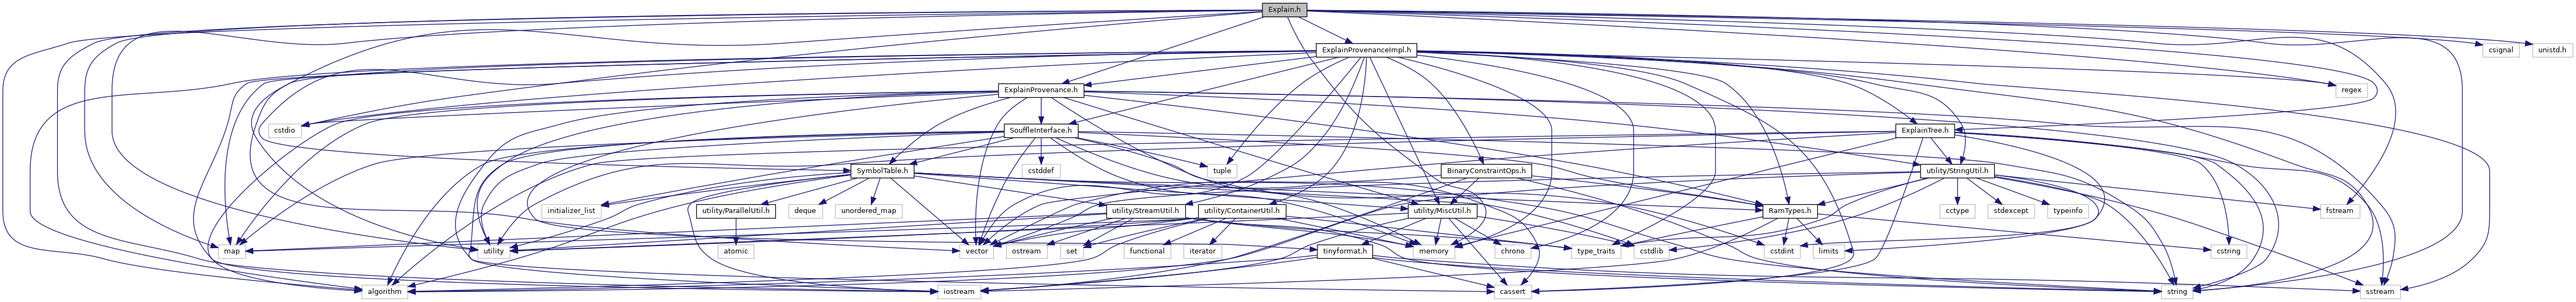 Explain.h
ExplainProvenanceImpl.h
csignal
unistd.h
ExplainProvenance.h
regex
cstdio
SouffleInterface.h
ExplainTree.h
SymbolTable.h
cstddef
tuple
BinaryConstraintOps.h
utility/StringUtil.h
initializer_list
utility/ParallelUtil.h
deque
unordered_map
utility/StreamUtil.h
utility/ContainerUtil.h
utility/MiscUtil.h
RamTypes.h
cctype
stdexcept
typeinfo
fstream
map
utility
atomic
vector
ostream
set
functional
iterator
tinyformat.h
memory
chrono
type_traits
cstdlib
cstdint
limits
cstring
algorithm
iostream
cassert
string
sstream